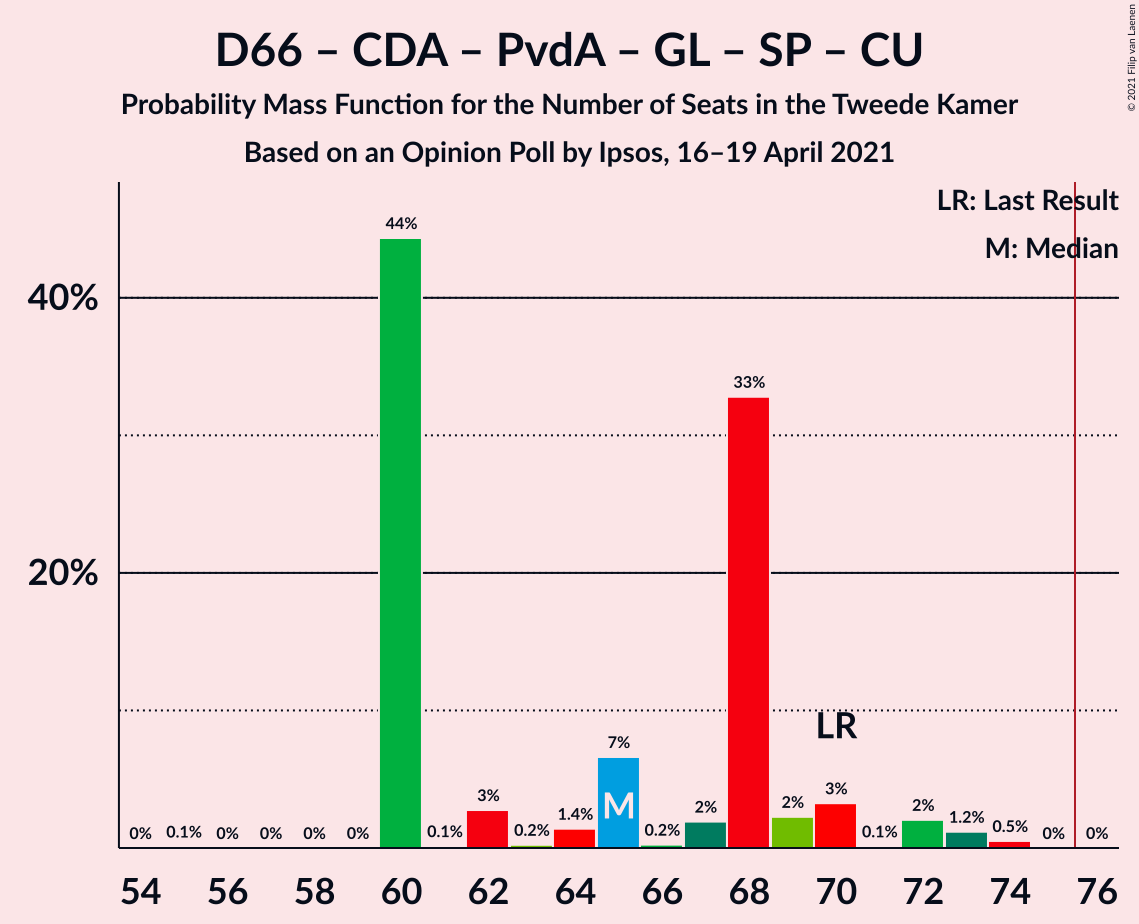 D66 – CDA – PvdA – GL – SP – CU
Probability Mass Function for the Number of Seats in the Tweede Kamer
Based on an Opinion Poll by Ipsos, 16–19 April 2021
© 2021 Filip van Laenen
LR: Last Result
M: Median
40%
20%
44%
33%
LR
7%
M
3%
3%
0% 0.1% 0% 0% 0% 0% 0.1% 0.2% 1.4% 0.2% 2% 2% 0.1% 2% 1.2% 0.5% 0% 0%
54 56 58 60 62 64 66 68 70 72 74 76